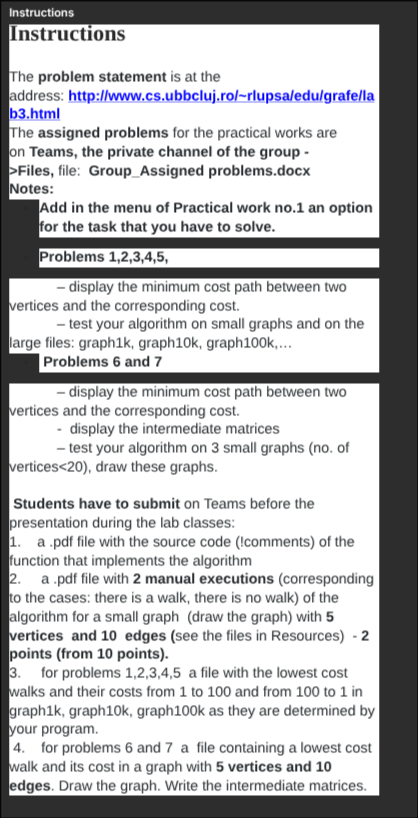 Instructions
Instructions
The problem statement is at the
address: http://www.cs.ubbcluj.ro/~rlupsa/edu/grafe/la
b3.html
The assigned problems for the practical works are
on Teams, the private channel of the group -
>Files, file:  Group_Assigned problems.docx
Notes:
Add in the menu of Practical work no.1 an option
for the task that you have to solve.
Problems 1,2,3,4,5,
– display the minimum cost path between two
vertices and the corresponding cost.
– test your algorithm on small graphs and on the
large files: graph1k, graph10k, graph100k,…
Problems 6 and 7
– display the minimum cost path between two
vertices and the corresponding cost.
-  display the intermediate matrices
– test your algorithm on 3 small graphs (no. of
vertices<20), draw these graphs.
Students have to submit on Teams before the
presentation during the lab classes:
1.    a .pdf file with the source code (!comments) of the
function that implements the algorithm
2.     a .pdf file with 2 manual executions (corresponding
to the cases: there is a walk, there is no walk) of the
algorithm for a small graph  (draw the graph) with 5
vertices  and 10  edges (see the files in Resources)  - 2
points (from 10 points).
3.     for problems 1,2,3,4,5  a file with the lowest cost
walks and their costs from 1 to 100 and from 100 to 1 in
graph1k, graph10k, graph100k as they are determined by
your program.
4.    for problems 6 and 7  a  file containing a lowest cost
walk and its cost in a graph with 5 vertices and 10
edges. Draw the graph. Write the intermediate matrices.